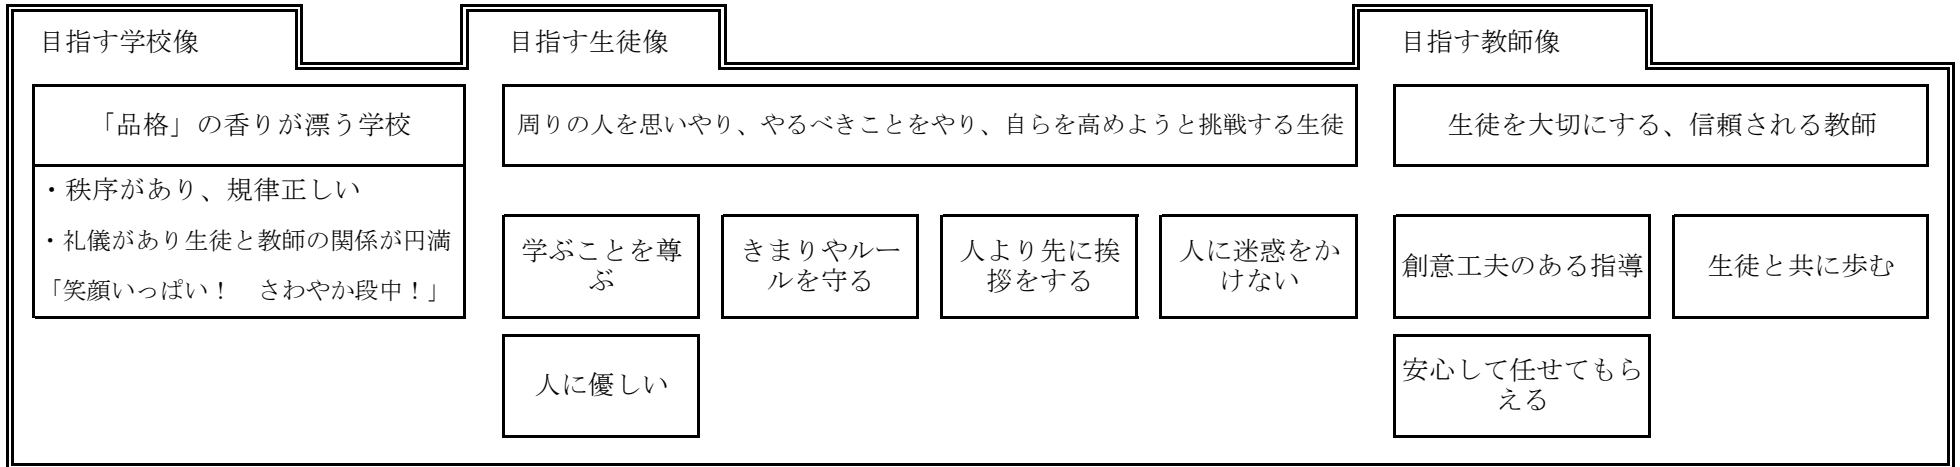 目指す学校像
「品格」の香りが漂う学校
・秩序があり、規律正しい
・礼儀があり生徒と教師の関係が円満
「笑顔いっぱい！　さわやか段中！」
目指す生徒像
周りの人を思いやり、やるべきことをやり、自らを高めようと挑戦する生徒
学ぶことを尊
ぶ
きまりやルー
ルを守る
人より先に挨
拶をする
人に迷惑をか
けない
人に優しい
目指す教師像
生徒を大切にする、信頼される教師
創意工夫のある指導
生徒と共に歩む
安心して任せてもら
える